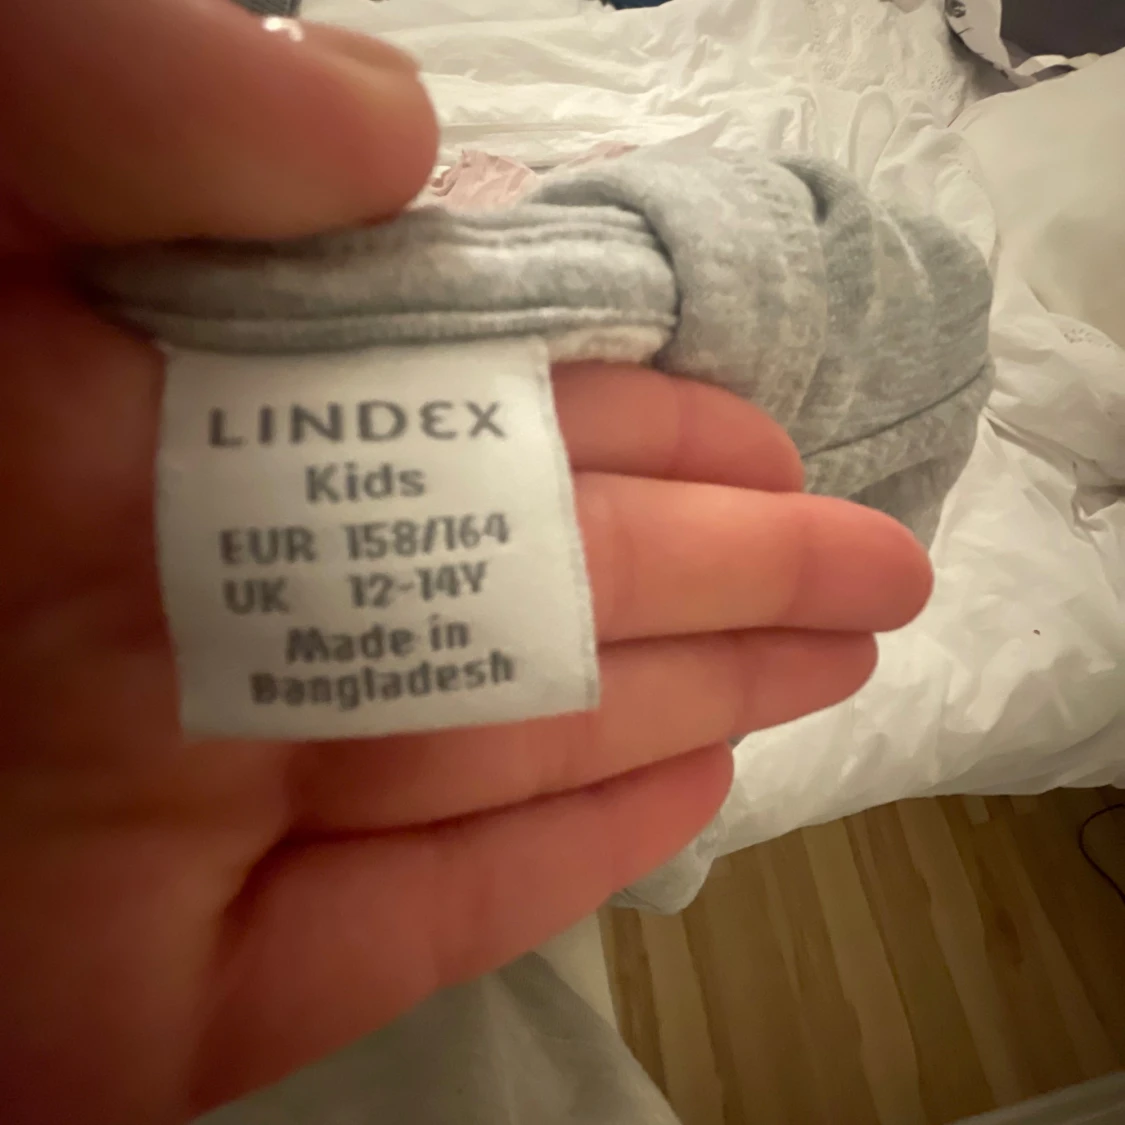 LINDEX
Kids
EUR 158/164
UK 12-14Y
Made in
Bangladesh